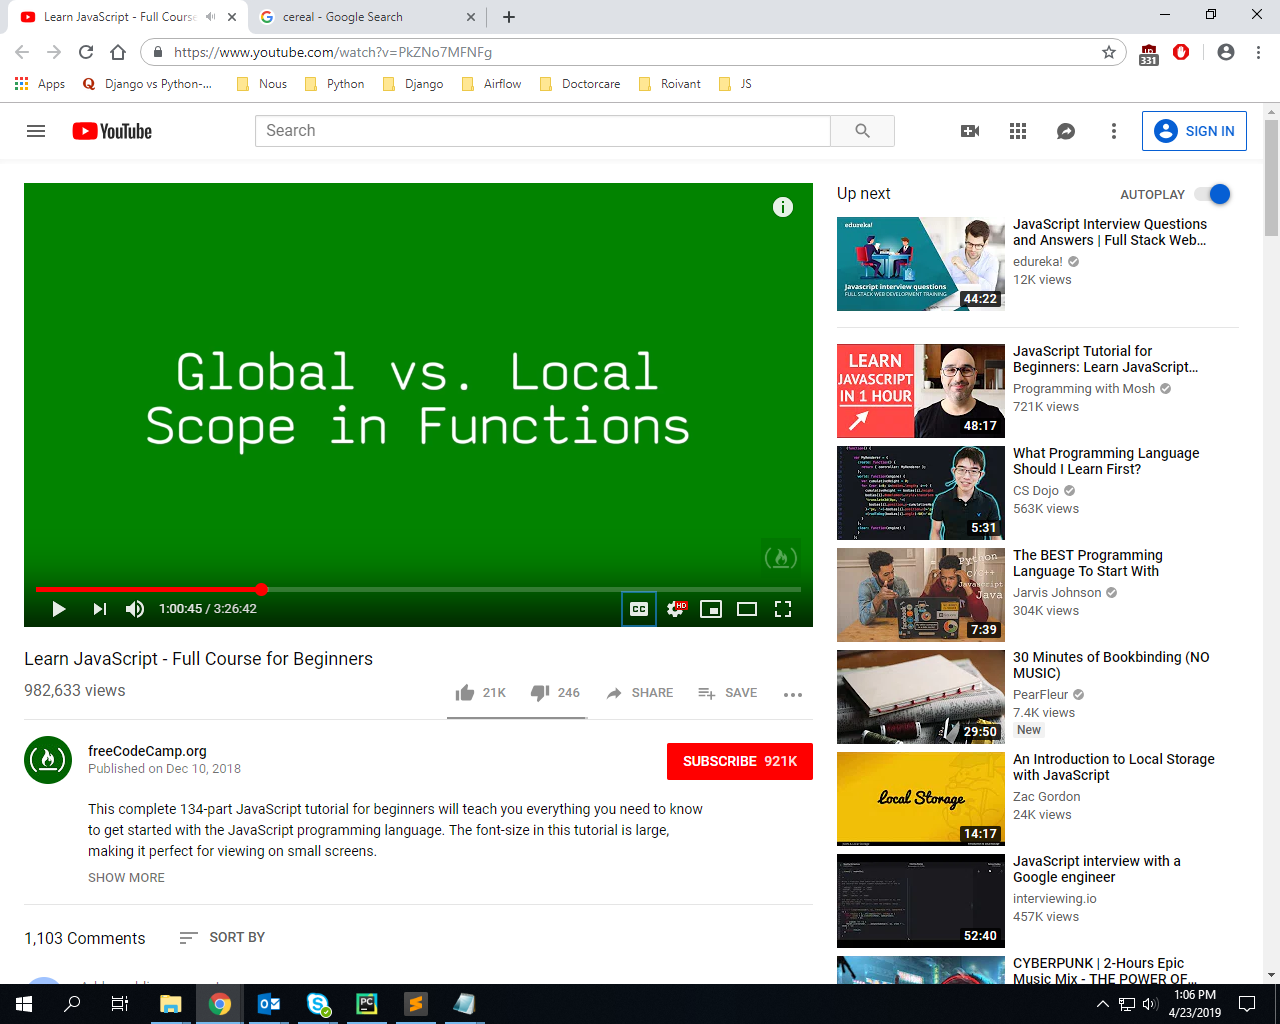 Learn JavaScript - Full Course
cereal - Google Search
https://www.youtube.com/watch?v=PkZNo7MFNFg
331
Apps
Django vs Python-...
Nous
Python
Django
Airflow
Doctorcare
Roivant
JS
YouTube
Search
SIGN IN
Global vs. Local
Scope in Functions
1:00:45 / 3:26:42
CC
HD
Learn JavaScript - Full Course for Beginners
982,633 views
21K
246
SHARE
SAVE
freeCodeCamp.org
Published on Dec 10, 2018
SUBSCRIBE 921K
This complete 134-part JavaScript tutorial for beginners will teach you everything you need to know
to get started with the JavaScript programming language. The font-size in this tutorial is large,
making it perfect for viewing on small screens.
SHOW MORE
1,103 Comments
SORT BY
Up next
AUTOPLAY
edureka!
Javascript interview questions
FULL STACK WEB DEVELOPMENT TRAINING
44:22
JavaScript Interview Questions
and Answers | Full Stack Web...
edureka!
12K views
LEARN
JAVASCRIPT
IN 1 HOUR
48:17
JavaScript Tutorial for
Beginners: Learn JavaScript...
Programming with Mosh
721K views
5:31
What Programming Language
Should I Learn First?
CS Dojo
563K views
Python
C/C++
Javascript
Java
7:39
The BEST Programming
Language To Start With
Jarvis Johnson
304K views
29:50
30 Minutes of Bookbinding (NO
MUSIC)
PearFleur
7.4K views
New
Local Storage
14:17
An Introduction to Local Storage
with JavaScript
Zac Gordon
24K views
52:40
JavaScript interview with a
Google engineer
interviewing.io
457K views
CYBERPUNK | 2-Hours Epic
Music Mix - THE POWER OF...
1:06 PM
4/23/2019